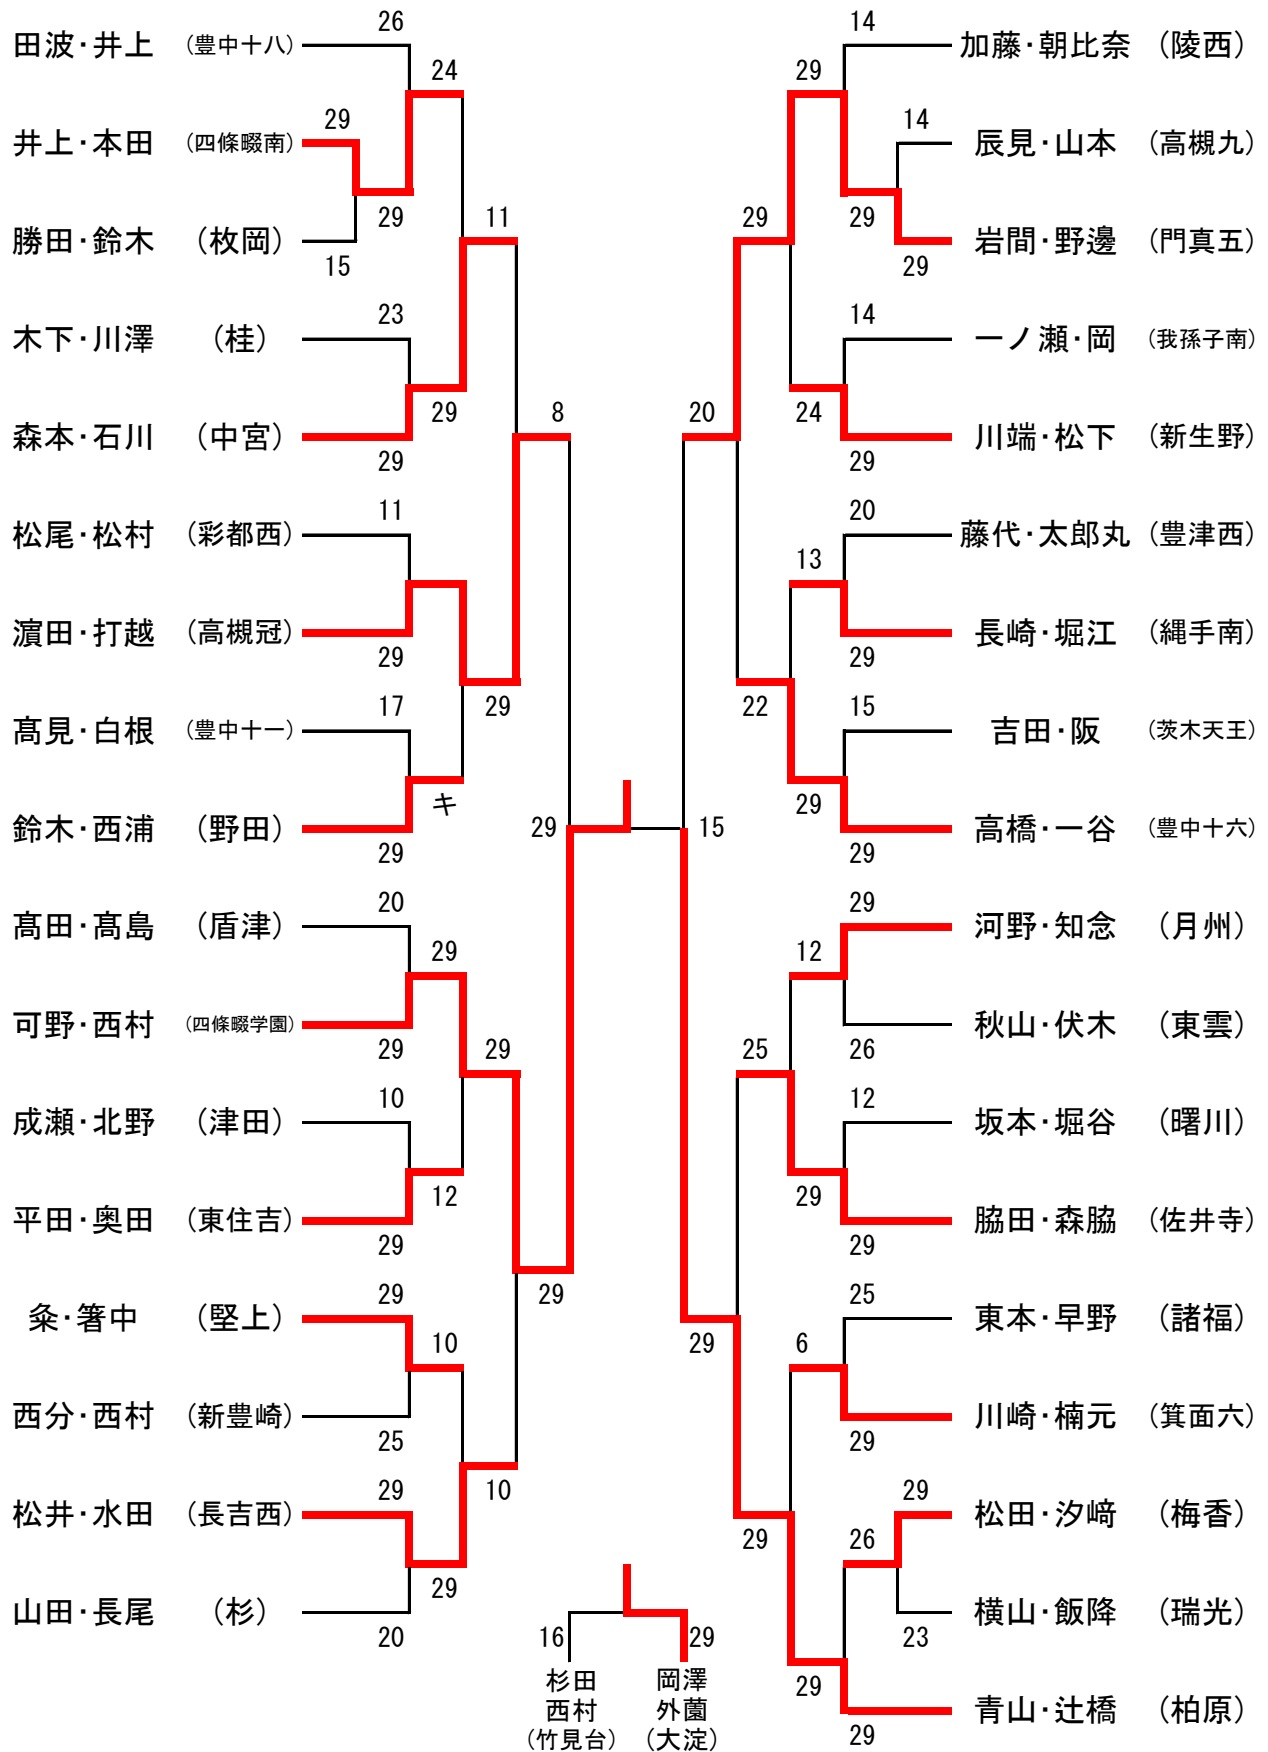 26
田波・井上 (豊中十八)
24
29
井上・本田 (四條畷南)
29
11
勝田・鈴木 (枚岡)
15
23
木下・川澤 (桂)
29
8
森本・石川 (中宮)
29
11
松尾・松村 (彩都西)
濵田・打越 (高槻冠)
29
29
17
髙見・白根 (豊中十一)
キ
鈴木・西浦 (野田)
29
29
20
髙田・髙島 (盾津)
29
可野・西村 (四條畷学園)
29
29
10
成瀬・北野 (津田)
12
平田・奥田 (東住吉)
29
29
29
粂・箸中 (堅上)
10
西分・西村 (新豊崎)
25
29
10
松井・水田 (長吉西)
29
山田・長尾 (杉)
20
14
加藤・朝比奈 (陵西)
29
14
辰見・山本 (高槻九)
29
29
岩間・野邊 (門真五)
29
14
一ノ瀬・岡 (我孫子南)
24
20
川端・松下 (新生野)
29
20
藤代・太郎丸 (豊津西)
13
長崎・堀江 (縄手南)
29
22
15
吉田・阪 (茨木天王)
29
15
高橋・一谷 (豊中十六)
29
29
河野・知念 (月州)
12
秋山・伏木 (東雲)
26
25
12
坂本・堀谷 (曙川)
29
脇田・森脇 (佐井寺)
29
25
東本・早野 (諸福)
29
6
川崎・楠元 (箕面六)
29
29
松田・汐﨑 (梅香)
29
26
横山・飯降 (瑞光)
23
29
青山・辻橋 (柏原)
29
16
29
杉田 岡澤
西村 外薗
(竹見台) (大淀)